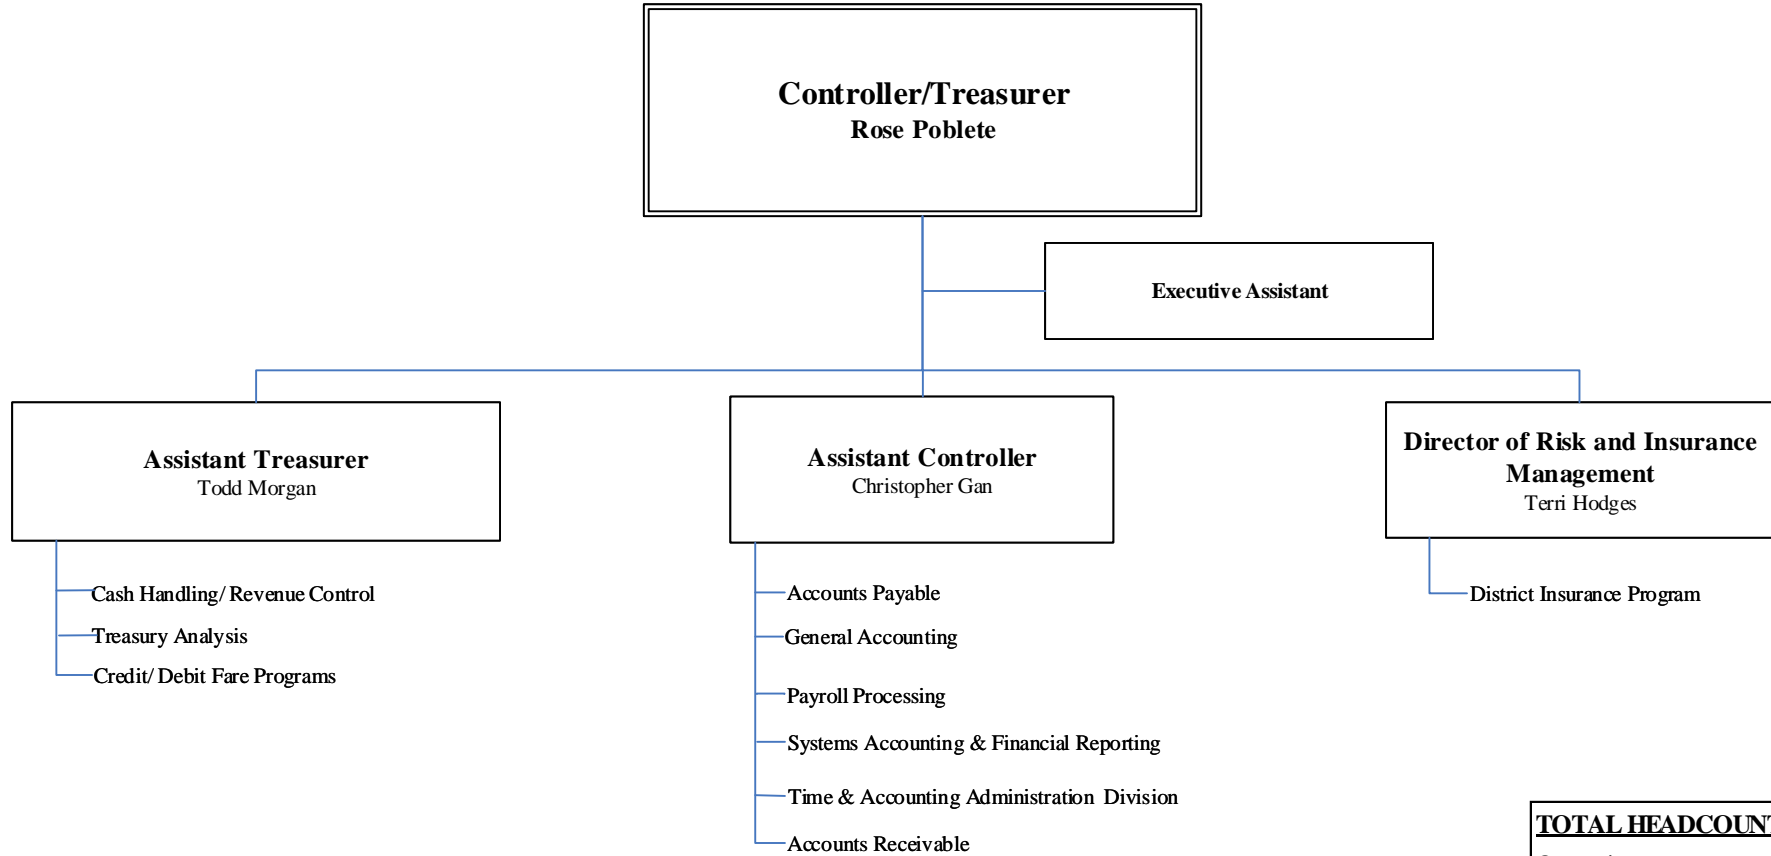 Controller/Treasurer
Rose Poblete
Executive Assistant
Assistant Treasurer
Todd Morgan
Cash Handling/ Revenue Control
Treasury Analysis
Credit/ Debit Fare Programs
Assistant Controller
Christopher Gan
Accounts Payable
General Accounting
Payroll Processing
Systems Accounting & Financial Reporting
Time & Accounting Administration Division
Accounts Receivable
Director of Risk and Insurance
Management
Terri Hodges
District Insurance Program
TOTAL HEADCOUNT